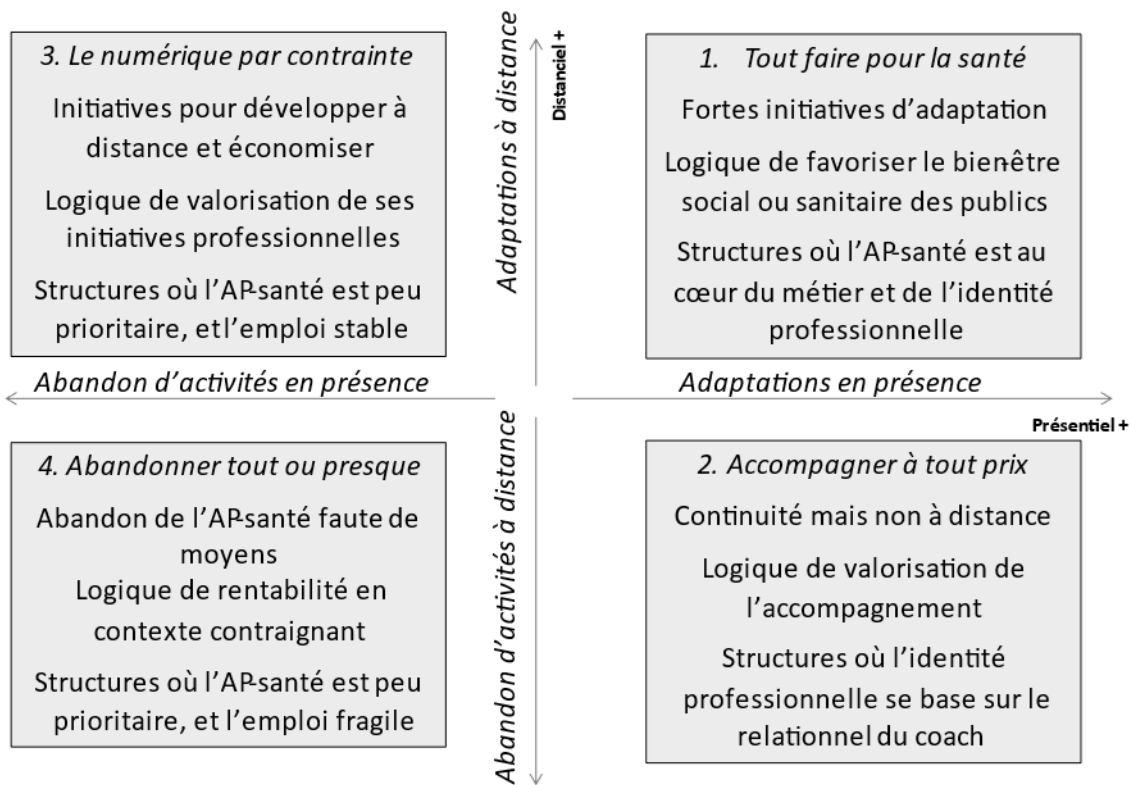 3. Le numérique par contrainte
Initiatives pour développer à
distance et économiser
Logique de valorisation de ses
initiatives professionnelles
Structures où l'AP-santé est peu
prioritaire, et l'emploi stable
Adaptations à distance
Distanciel +
1. Tout faire pour la santé
Fortes initiatives d'adaptation
Logique de favoriser le bien-être
social ou sanitaire des publics
Structures où l'AP-santé est au
cœur du métier et de l'identité
professionnelle
Abandon d'activités en présence
Adaptations en présence
Présentiel +
4. Abandonner tout ou presque
Abandon de l'AP-santé faute de
moyens
Logique de rentabilité en
contexte contraignant
Structures où l'AP-santé est peu
prioritaire, et l'emploi fragile
Abandon d'activités à distance
2. Accompagner à tout prix
Continuité mais non à distance
Logique de valorisation de
l'accompagnement
Structures où l'identité
professionnelle se base sur le
relationnel du coach